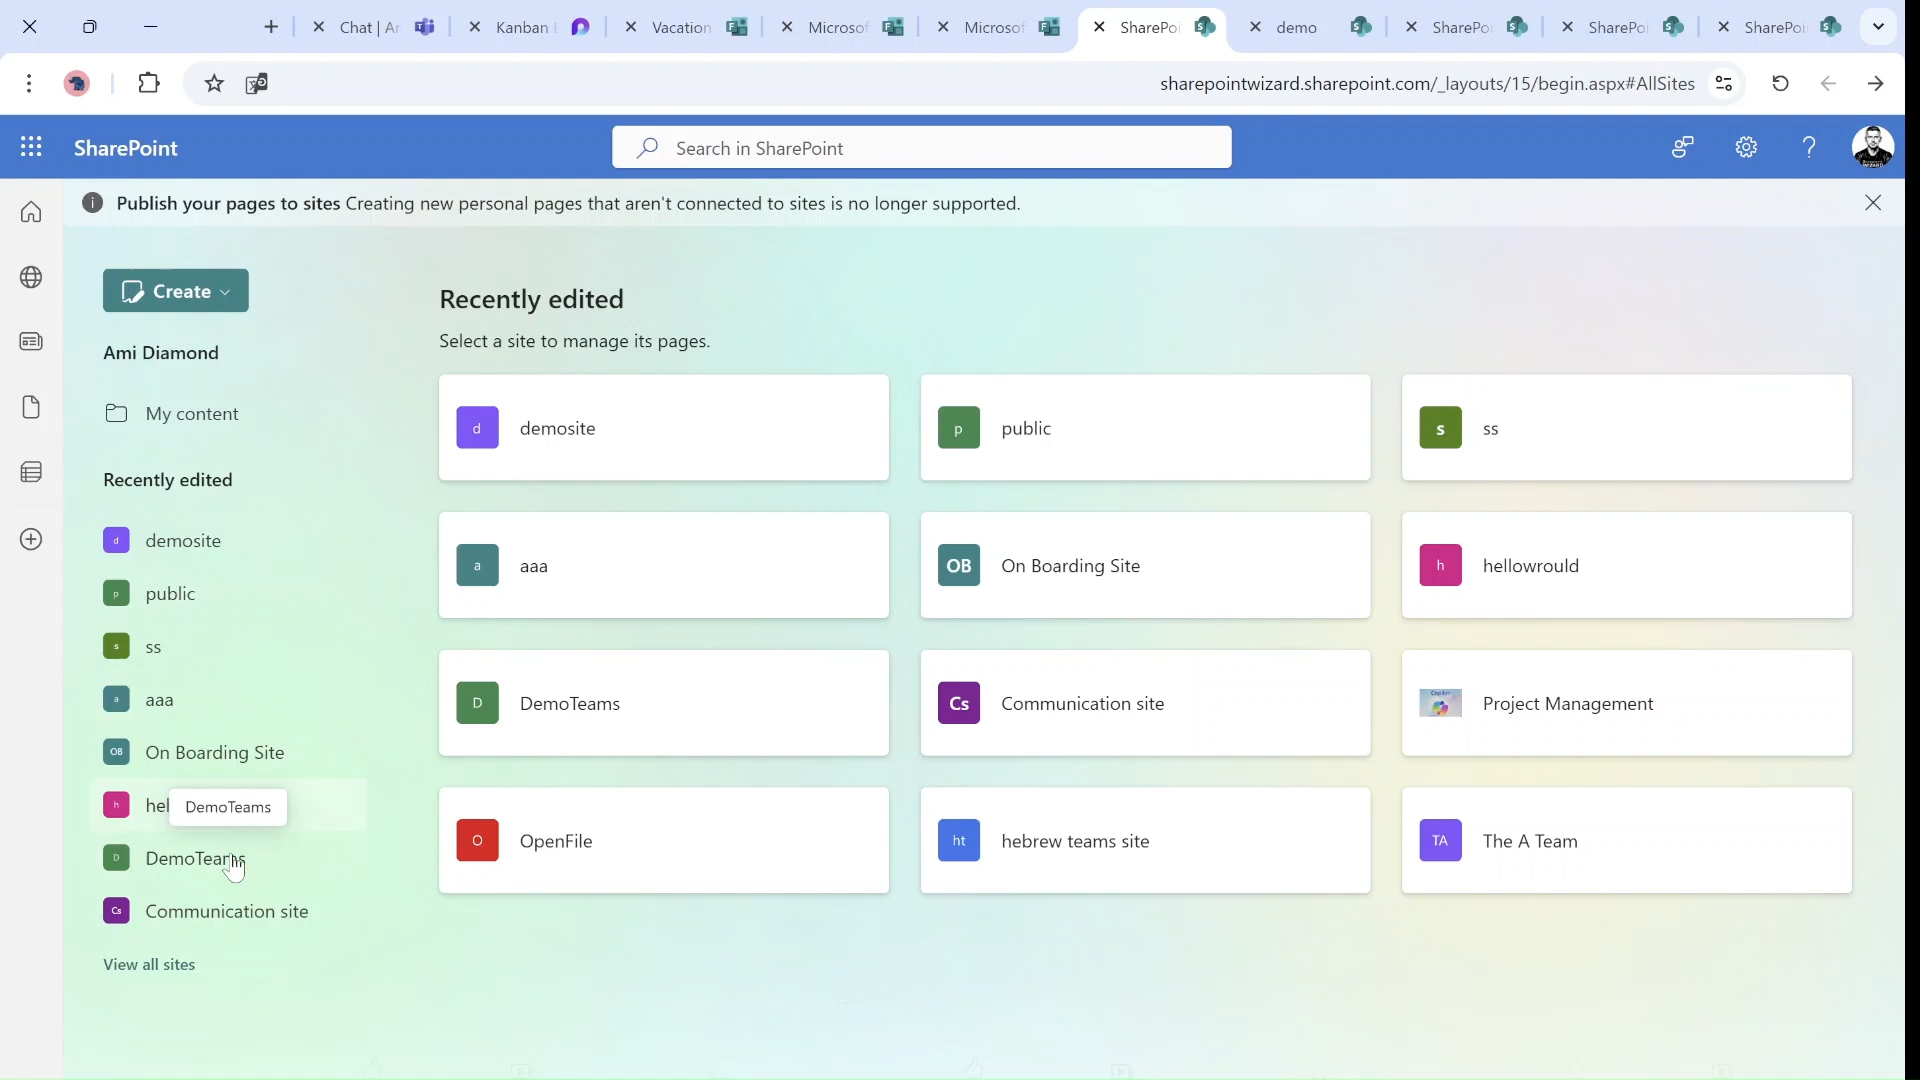 Chat | A
Kanban
Vacation
Microsof
Microsof
SharePoi
demo
SharePoi
SharePoi
SharePoi
sharepointwizard.sharepoint.com/_layouts/15/begin.aspx#AllSites
SharePoint
Search in SharePoint
Publish your pages to sites Creating new personal pages that aren't connected to sites is no longer supported.
Create
Ami Diamond
My content
Recently edited
d demosite
p public
s ss
a aaa
OB On Boarding Site
h hel
DemoTeams
D DemoTeams
Cs Communication site
View all sites
Recently edited
Select a site to manage its pages.
d demosite
p public
s ss
a aaa
OB On Boarding Site
h hellowrould
D DemoTeams
Cs Communication site
Project Management
O OpenFile
ht hebrew teams site
TA The A Team